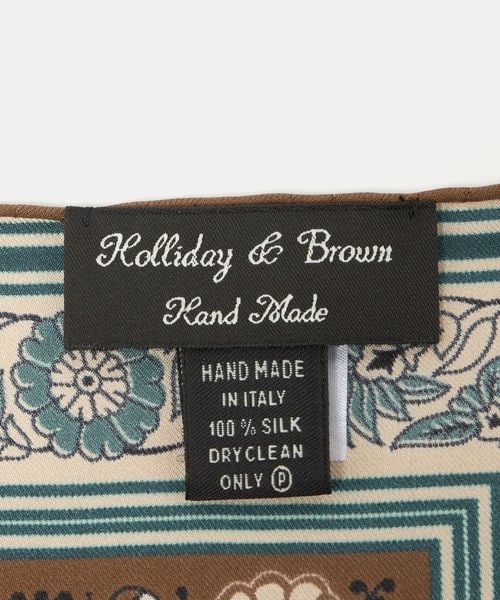 Holliday & Brown
Hand Made
HAND MADE
IN ITALY
100 % SILK
DRYCLEAN
ONLY Ⓟ